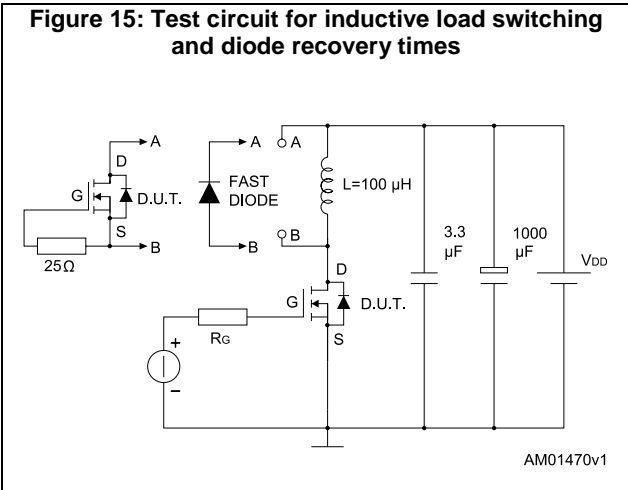 Figure 15: Test circuit for inductive load switching
and diode recovery times
A
D
G
D.U.T.
S
B
25Ω
A
FAST
DIODE
B
A
L=100 µH
B
D
G
D.U.T.
S
RG
+
−
3.3
µF
1000
µF
VDD
AM01470v1